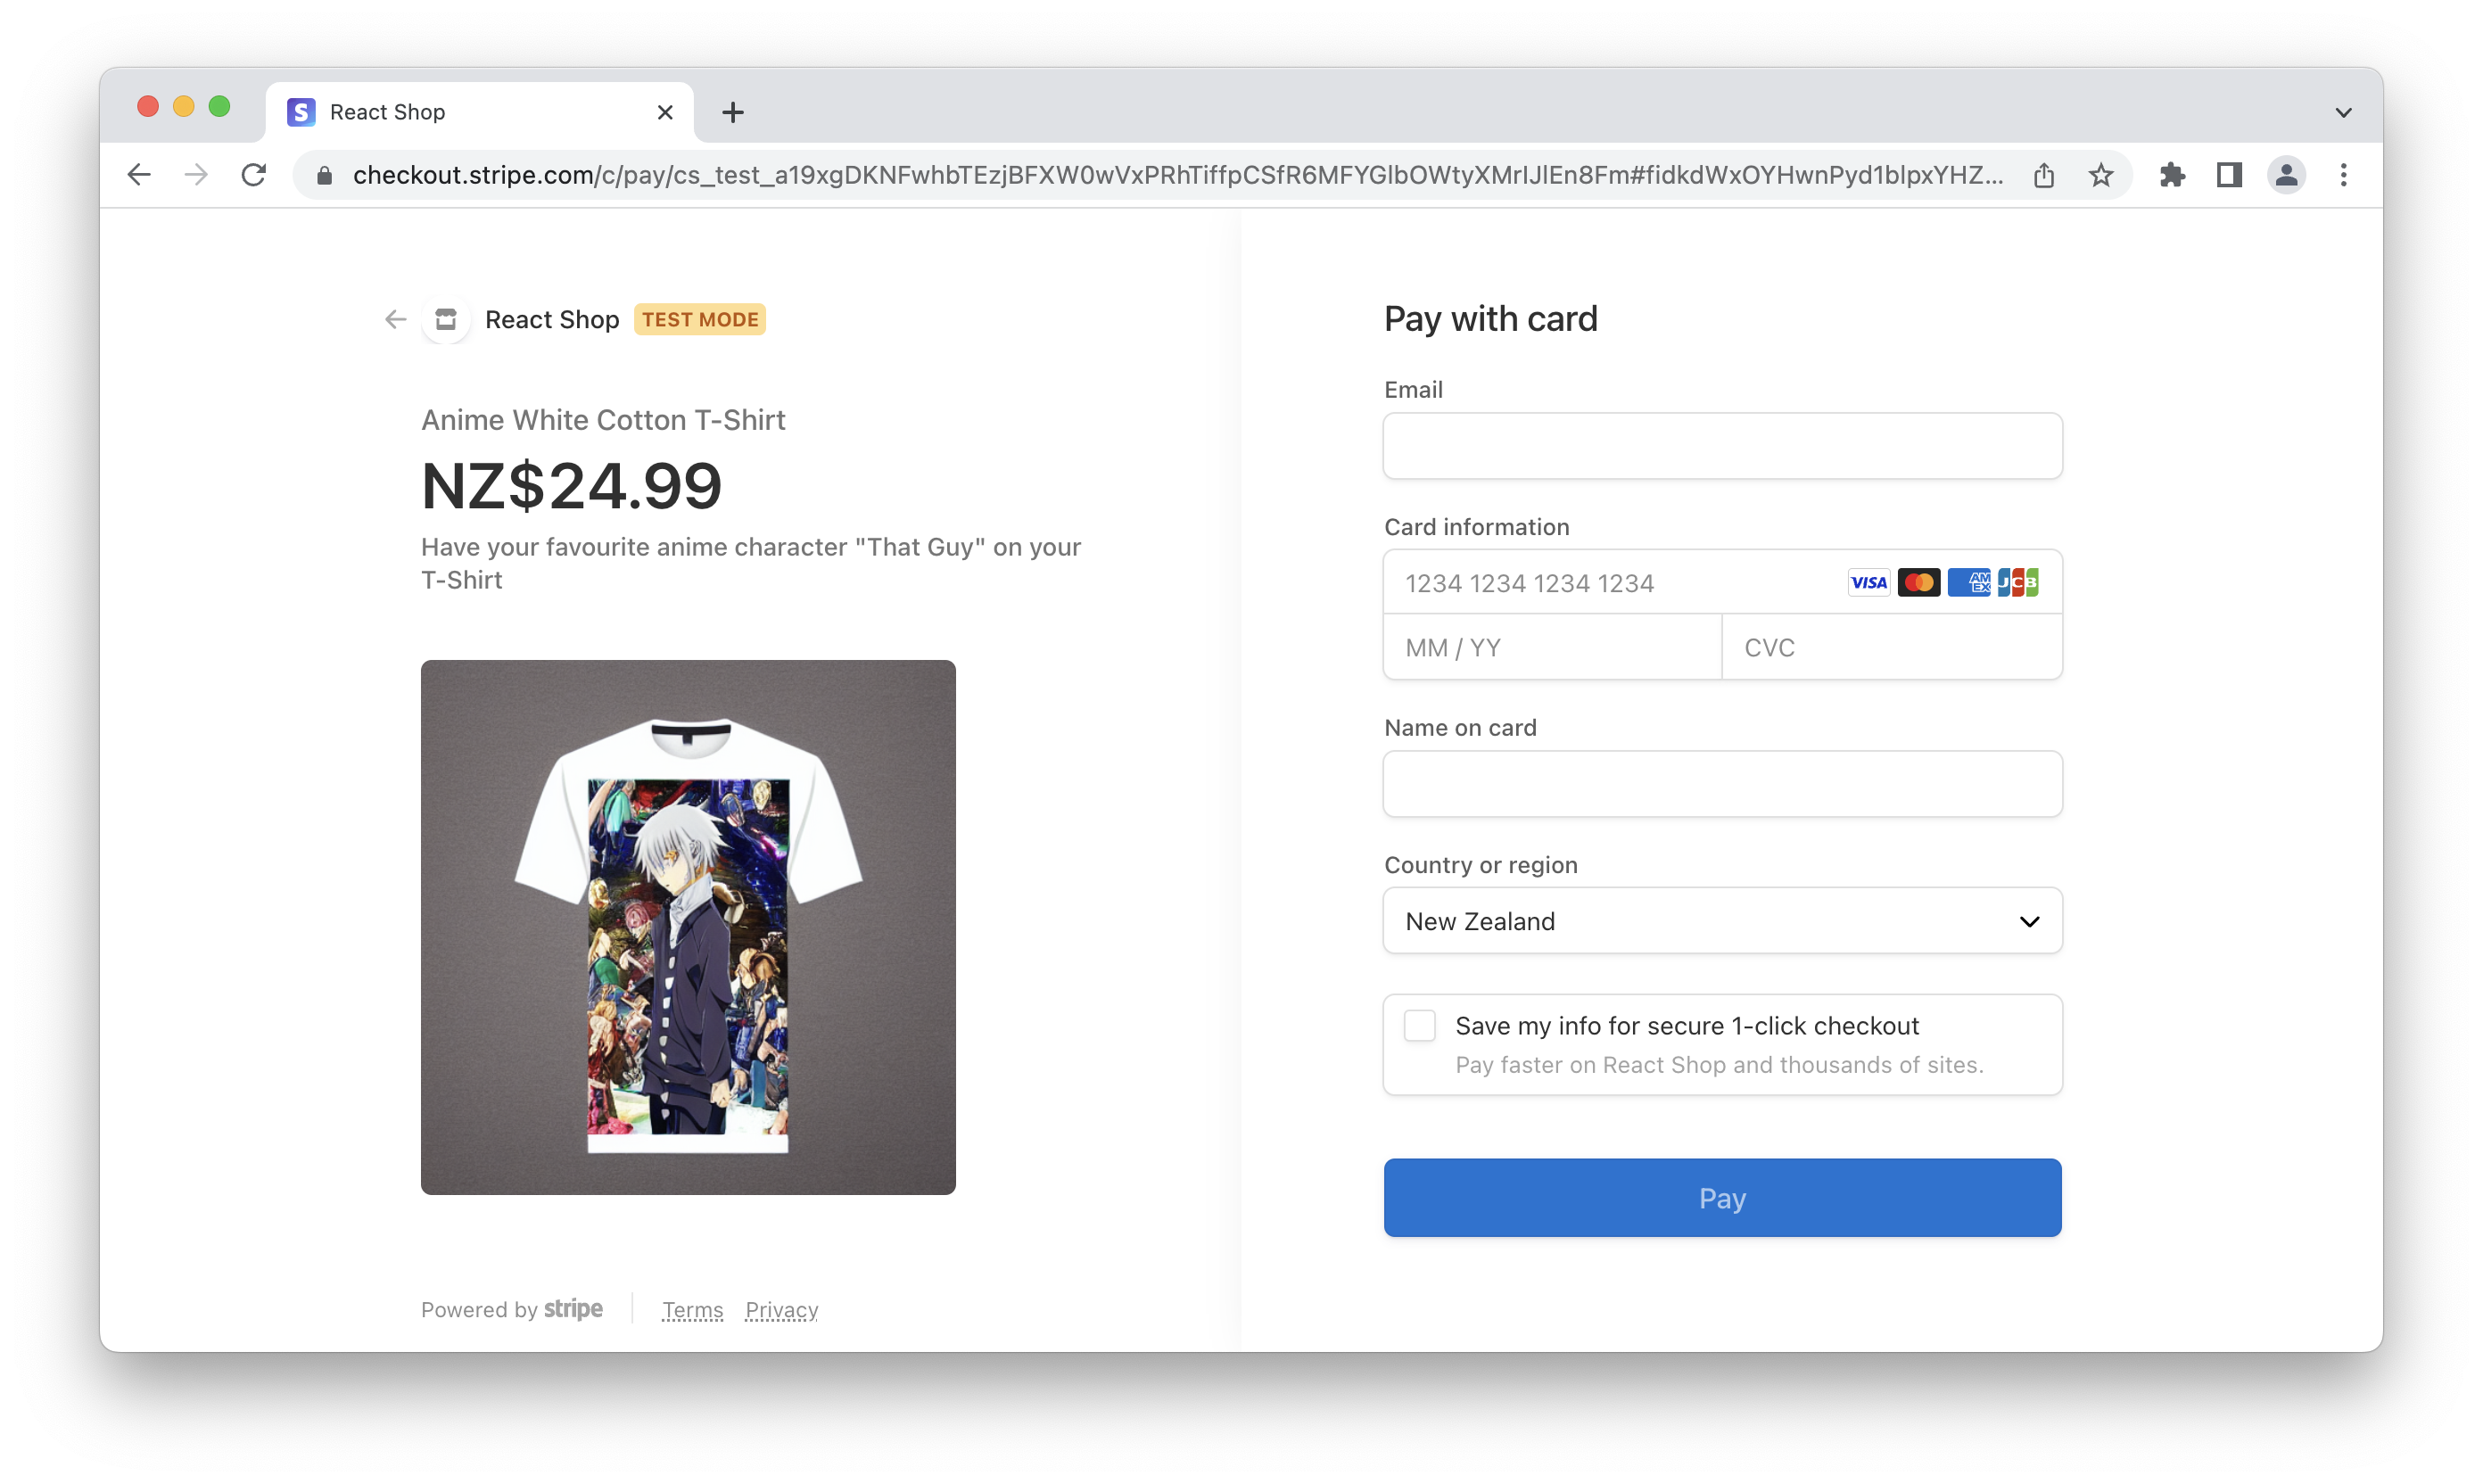 React Shop
checkout.stripe.com/c/pay/cs_test_a19xgDKNFwhbTEzjBFXW0wVxPRhTiffpCSfR6MFYGlbOWtyXMrIJlEn8Fm#fidkdWxOYHwnPyd1blpxYHZ...
React Shop TEST MODE
Anime White Cotton T-Shirt
NZ$24.99
Have your favourite anime character "That Guy" on your
T-Shirt
Powered by stripe
Terms Privacy
Pay with card
Email
Card information
1234 1234 1234 1234 VISA AMEX JCB
MM / YY CVC
Name on card
Country or region
New Zealand
Save my info for secure 1-click checkout
Pay faster on React Shop and thousands of sites.
Pay